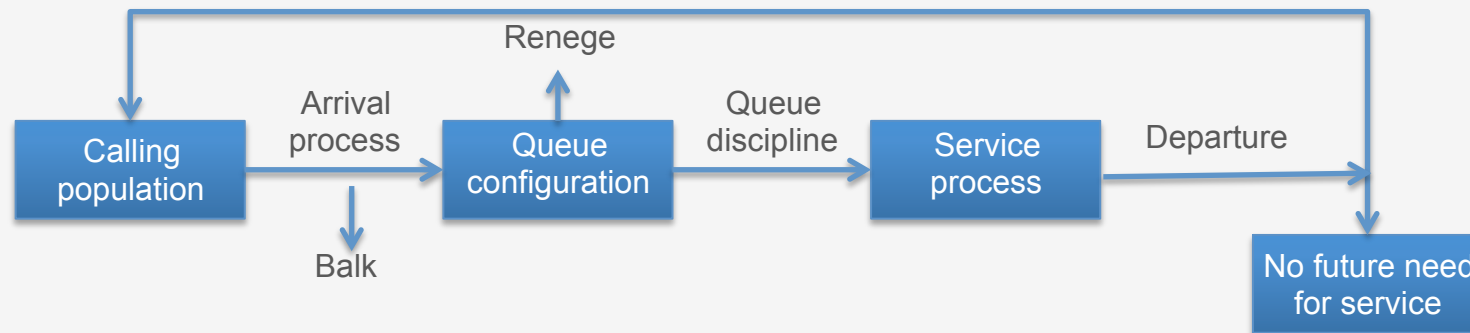 Renege
Arrival
process
Queue
discipline
Calling
population
Queue
configuration
Service
process
Departure
Balk
No future need
for service